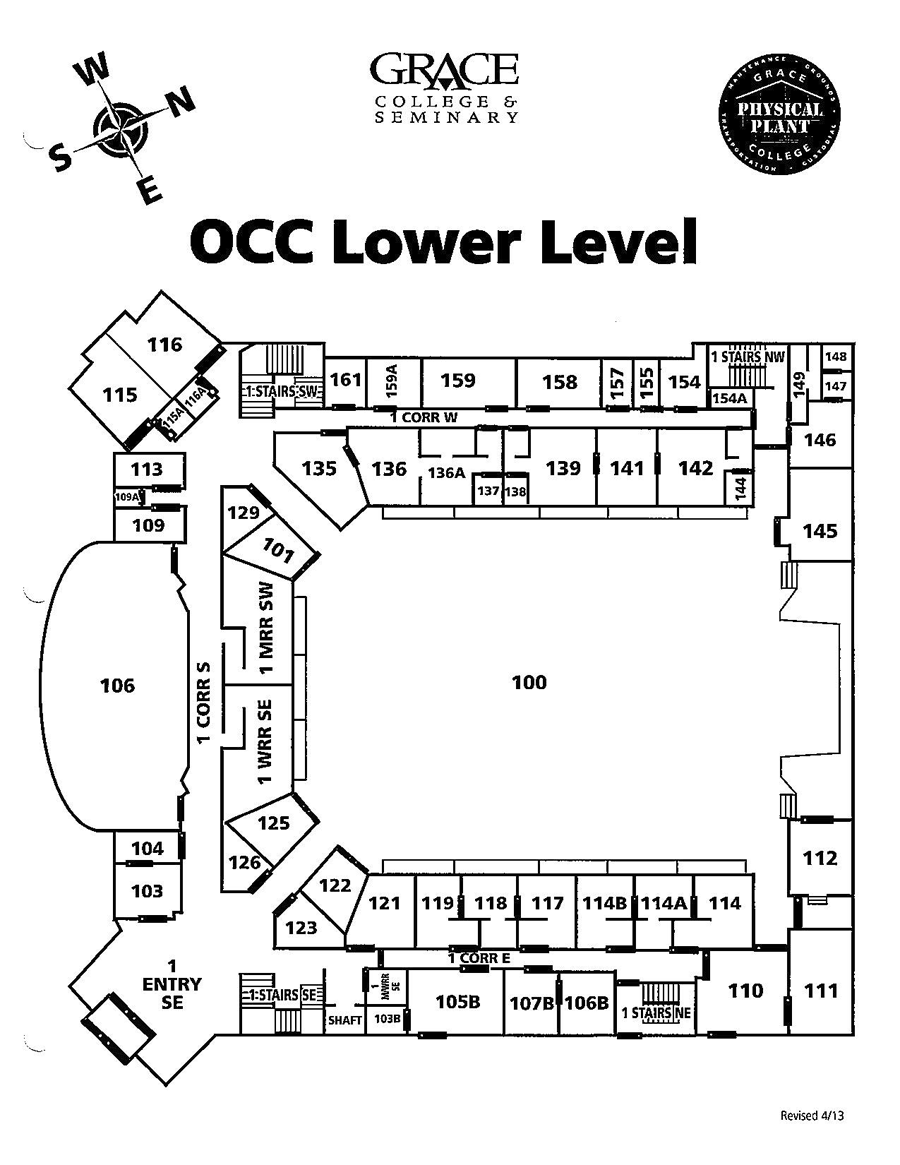 W
N
S
E
GRACE
COLLEGE &
SEMINARY
MAINTENANCE • GROUNDS
GRACE
PHYSICAL
PLANT
COLLEGE
TRANSPORTATION • CUSTODIAL
OCC Lower Level
116
115
115A
116A
1 STAIRS SW
161
159A
159
158
157
155
154
1 STAIRS NW
154A
149
148
147
146
1 CORR W
113
109A
109
135
136
136A
137
138
139
141
142
144
145
129
101
1 MRR SW
106
1 CORR S
100
1 WRR SE
125
126
104
103
112
122
123
121
119
118
117
114B
114A
114
1 CORR E
1
ENTRY
SE
1 STAIRS SE
SHAFT
1
M/WRR
SE
103B
105B
107B
106B
1 STAIRS NE
110
111
Revised 4/13